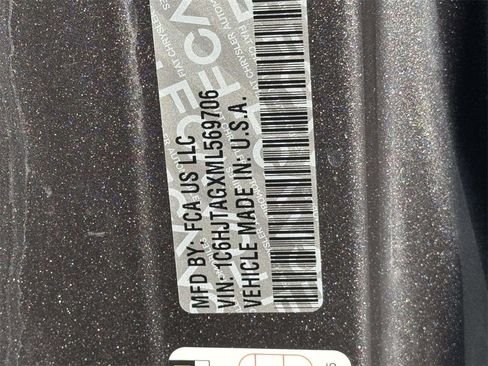 MFD BY: FCA US LLC
VIN: 1C6HJTAGXML569706
VEHICLE MADE IN: U.S.A.